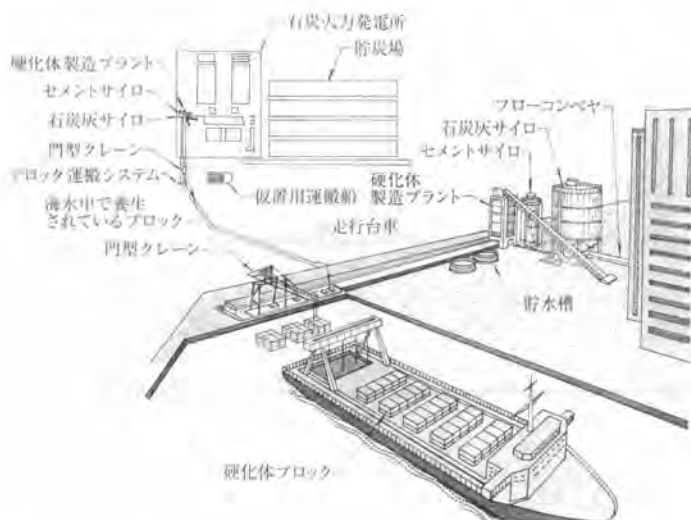 石炭火力発電所
貯炭場
硬化体製造プラント
セメントサイロ
石炭灰サイロ
門型クレーン
ブロック運搬システム
海水中で養生
されているブロック
門型クレーン
仮置用運搬船
走行台車
硬化体
製造プラント
フローコンベヤ
石炭灰サイロ
セメントサイロ
貯水槽
硬化体ブロック